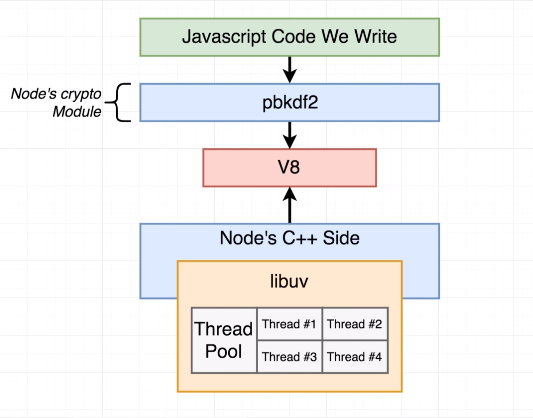 Javascript Code We Write
Node's crypto
Module
pbkdf2
V8
Node's C++ Side
libuv
Thread
Pool
Thread #1
Thread #2
Thread #3
Thread #4